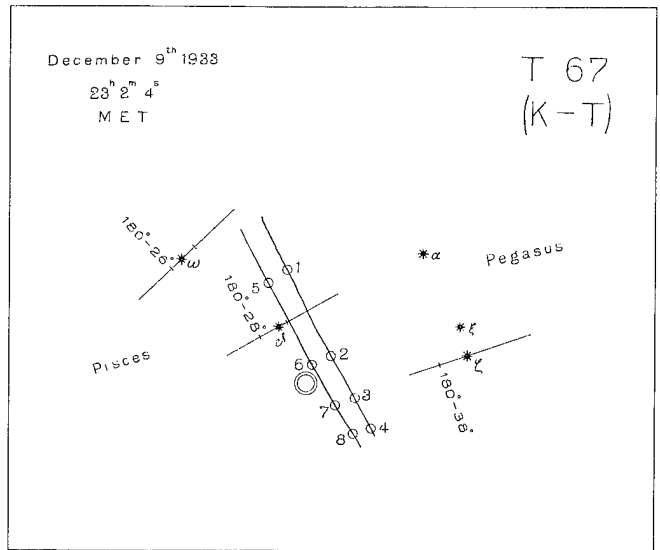 December 9th 1933
23h 2m 4s
MET
T 67
(K-T)
180°-26°
ω
1
α
Pegasus
5
180°-28°
ϑ
ξ
Pisces
2
6
ζ
180°-38°
3
7
4
8